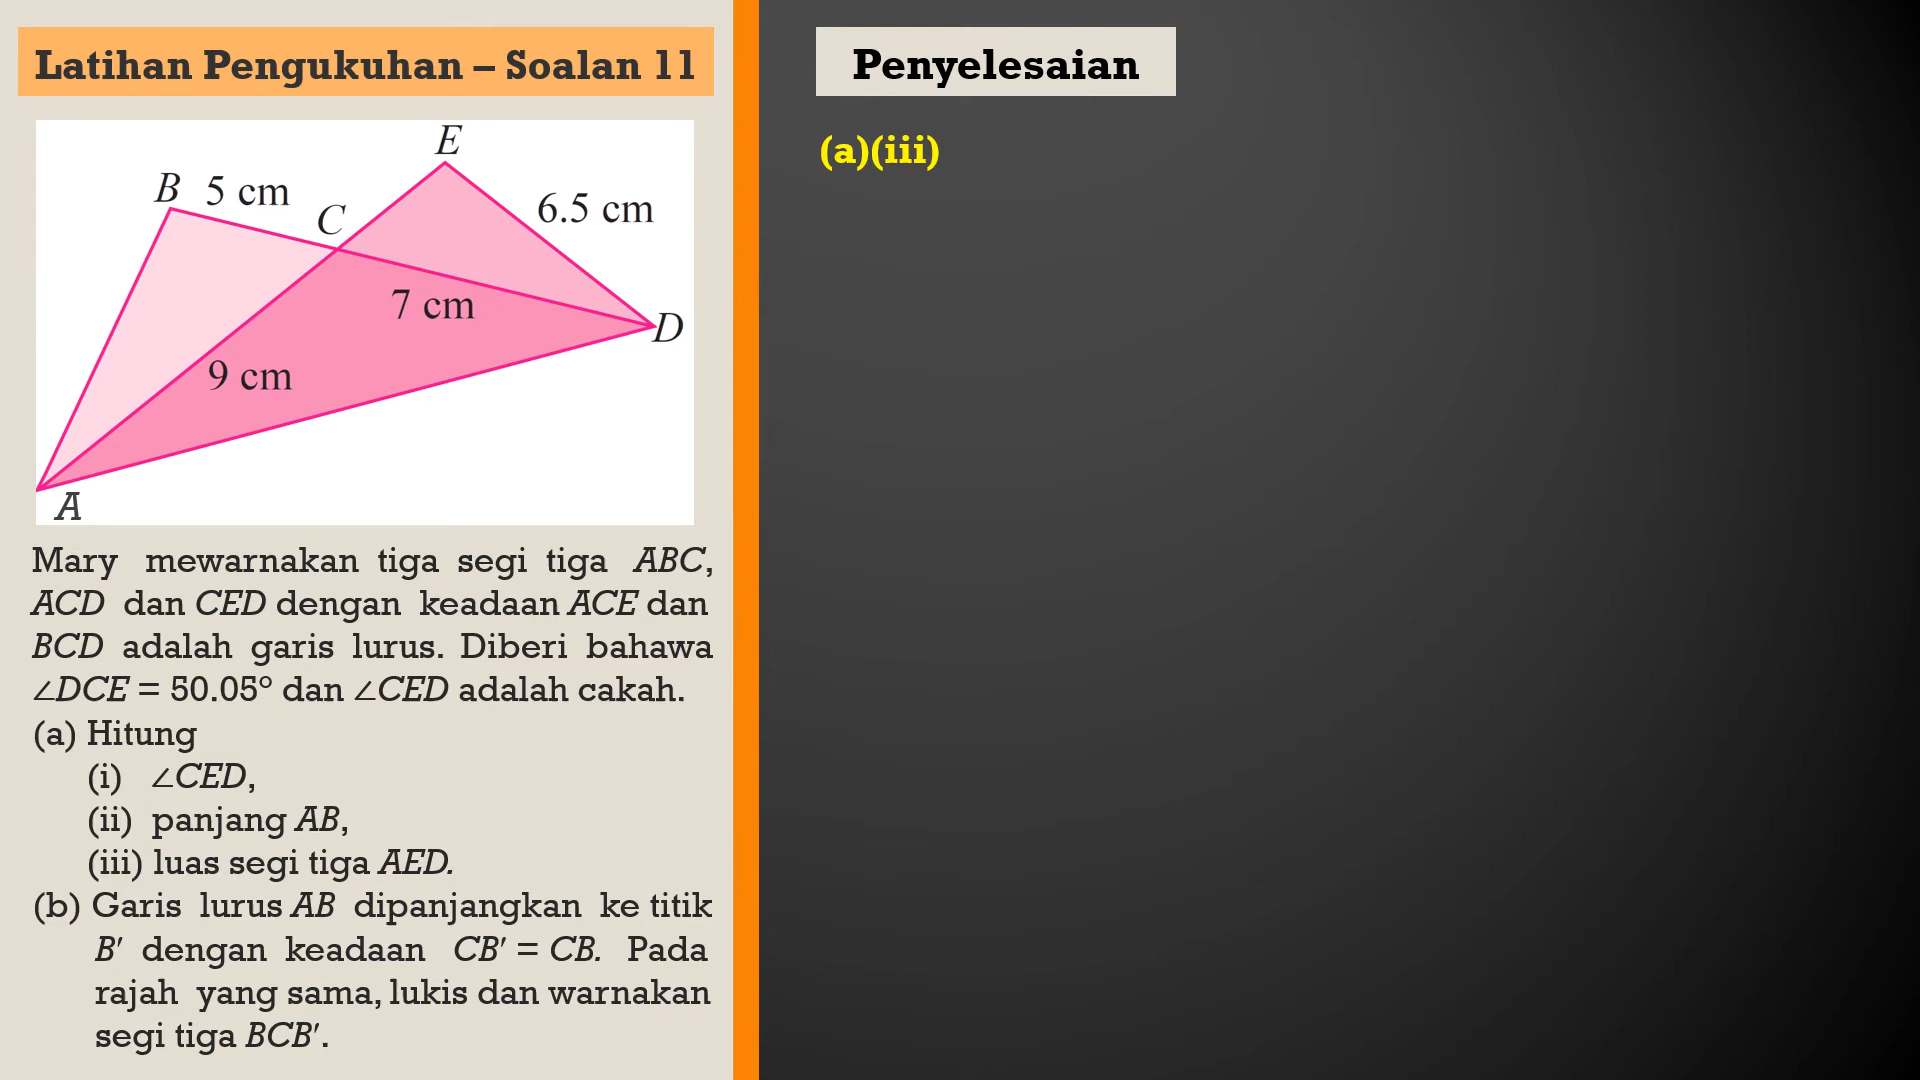 Latihan Pengukuhan – Soalan 11
E
B 5 cm
6.5 cm
C
7 cm
D
9 cm
A
Mary mewarnakan tiga segi tiga ABC,
ACD dan CED dengan keadaan ACE dan
BCD adalah garis lurus. Diberi bahawa
∠DCE = 50.05° dan ∠CED adalah cakah.
(a) Hitung
(i) ∠CED,
(ii) panjang AB,
(iii) luas segi tiga AED.
(b) Garis lurus AB dipanjangkan ke titik
B′ dengan keadaan CB′ = CB. Pada
rajah yang sama, lukis dan warnakan
segi tiga BCB′.
Penyelesaian
(a)(iii)